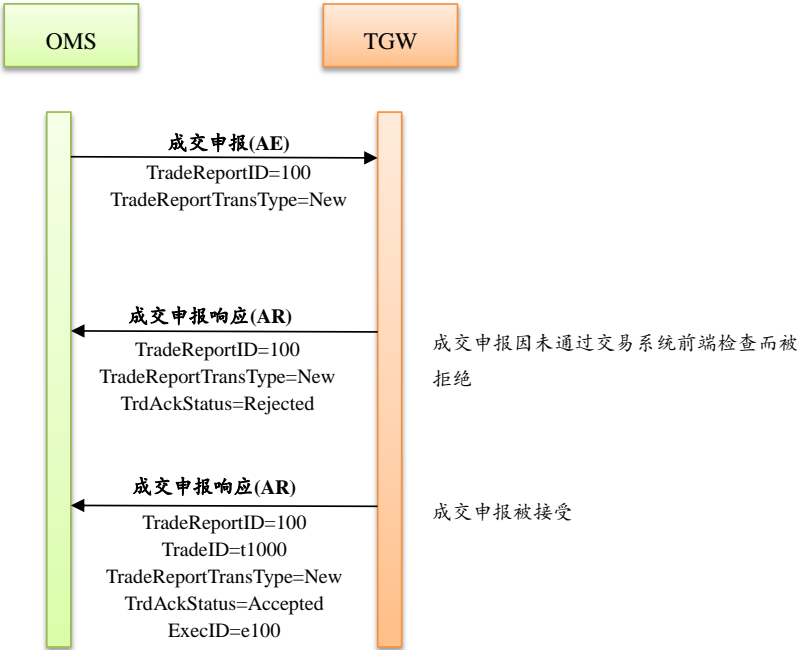 OMS
TGW
成交申报(AE)
TradeReportID=100
TradeReportTransType=New
成交申报响应(AR)
TradeReportID=100
TradeReportTransType=New
TrdAckStatus=Rejected
成交申报因未通过交易系统前端检查而被
拒绝
成交申报响应(AR)
TradeReportID=100
TradeID=t1000
TradeReportTransType=New
TrdAckStatus=Accepted
ExecID=e100
成交申报被接受